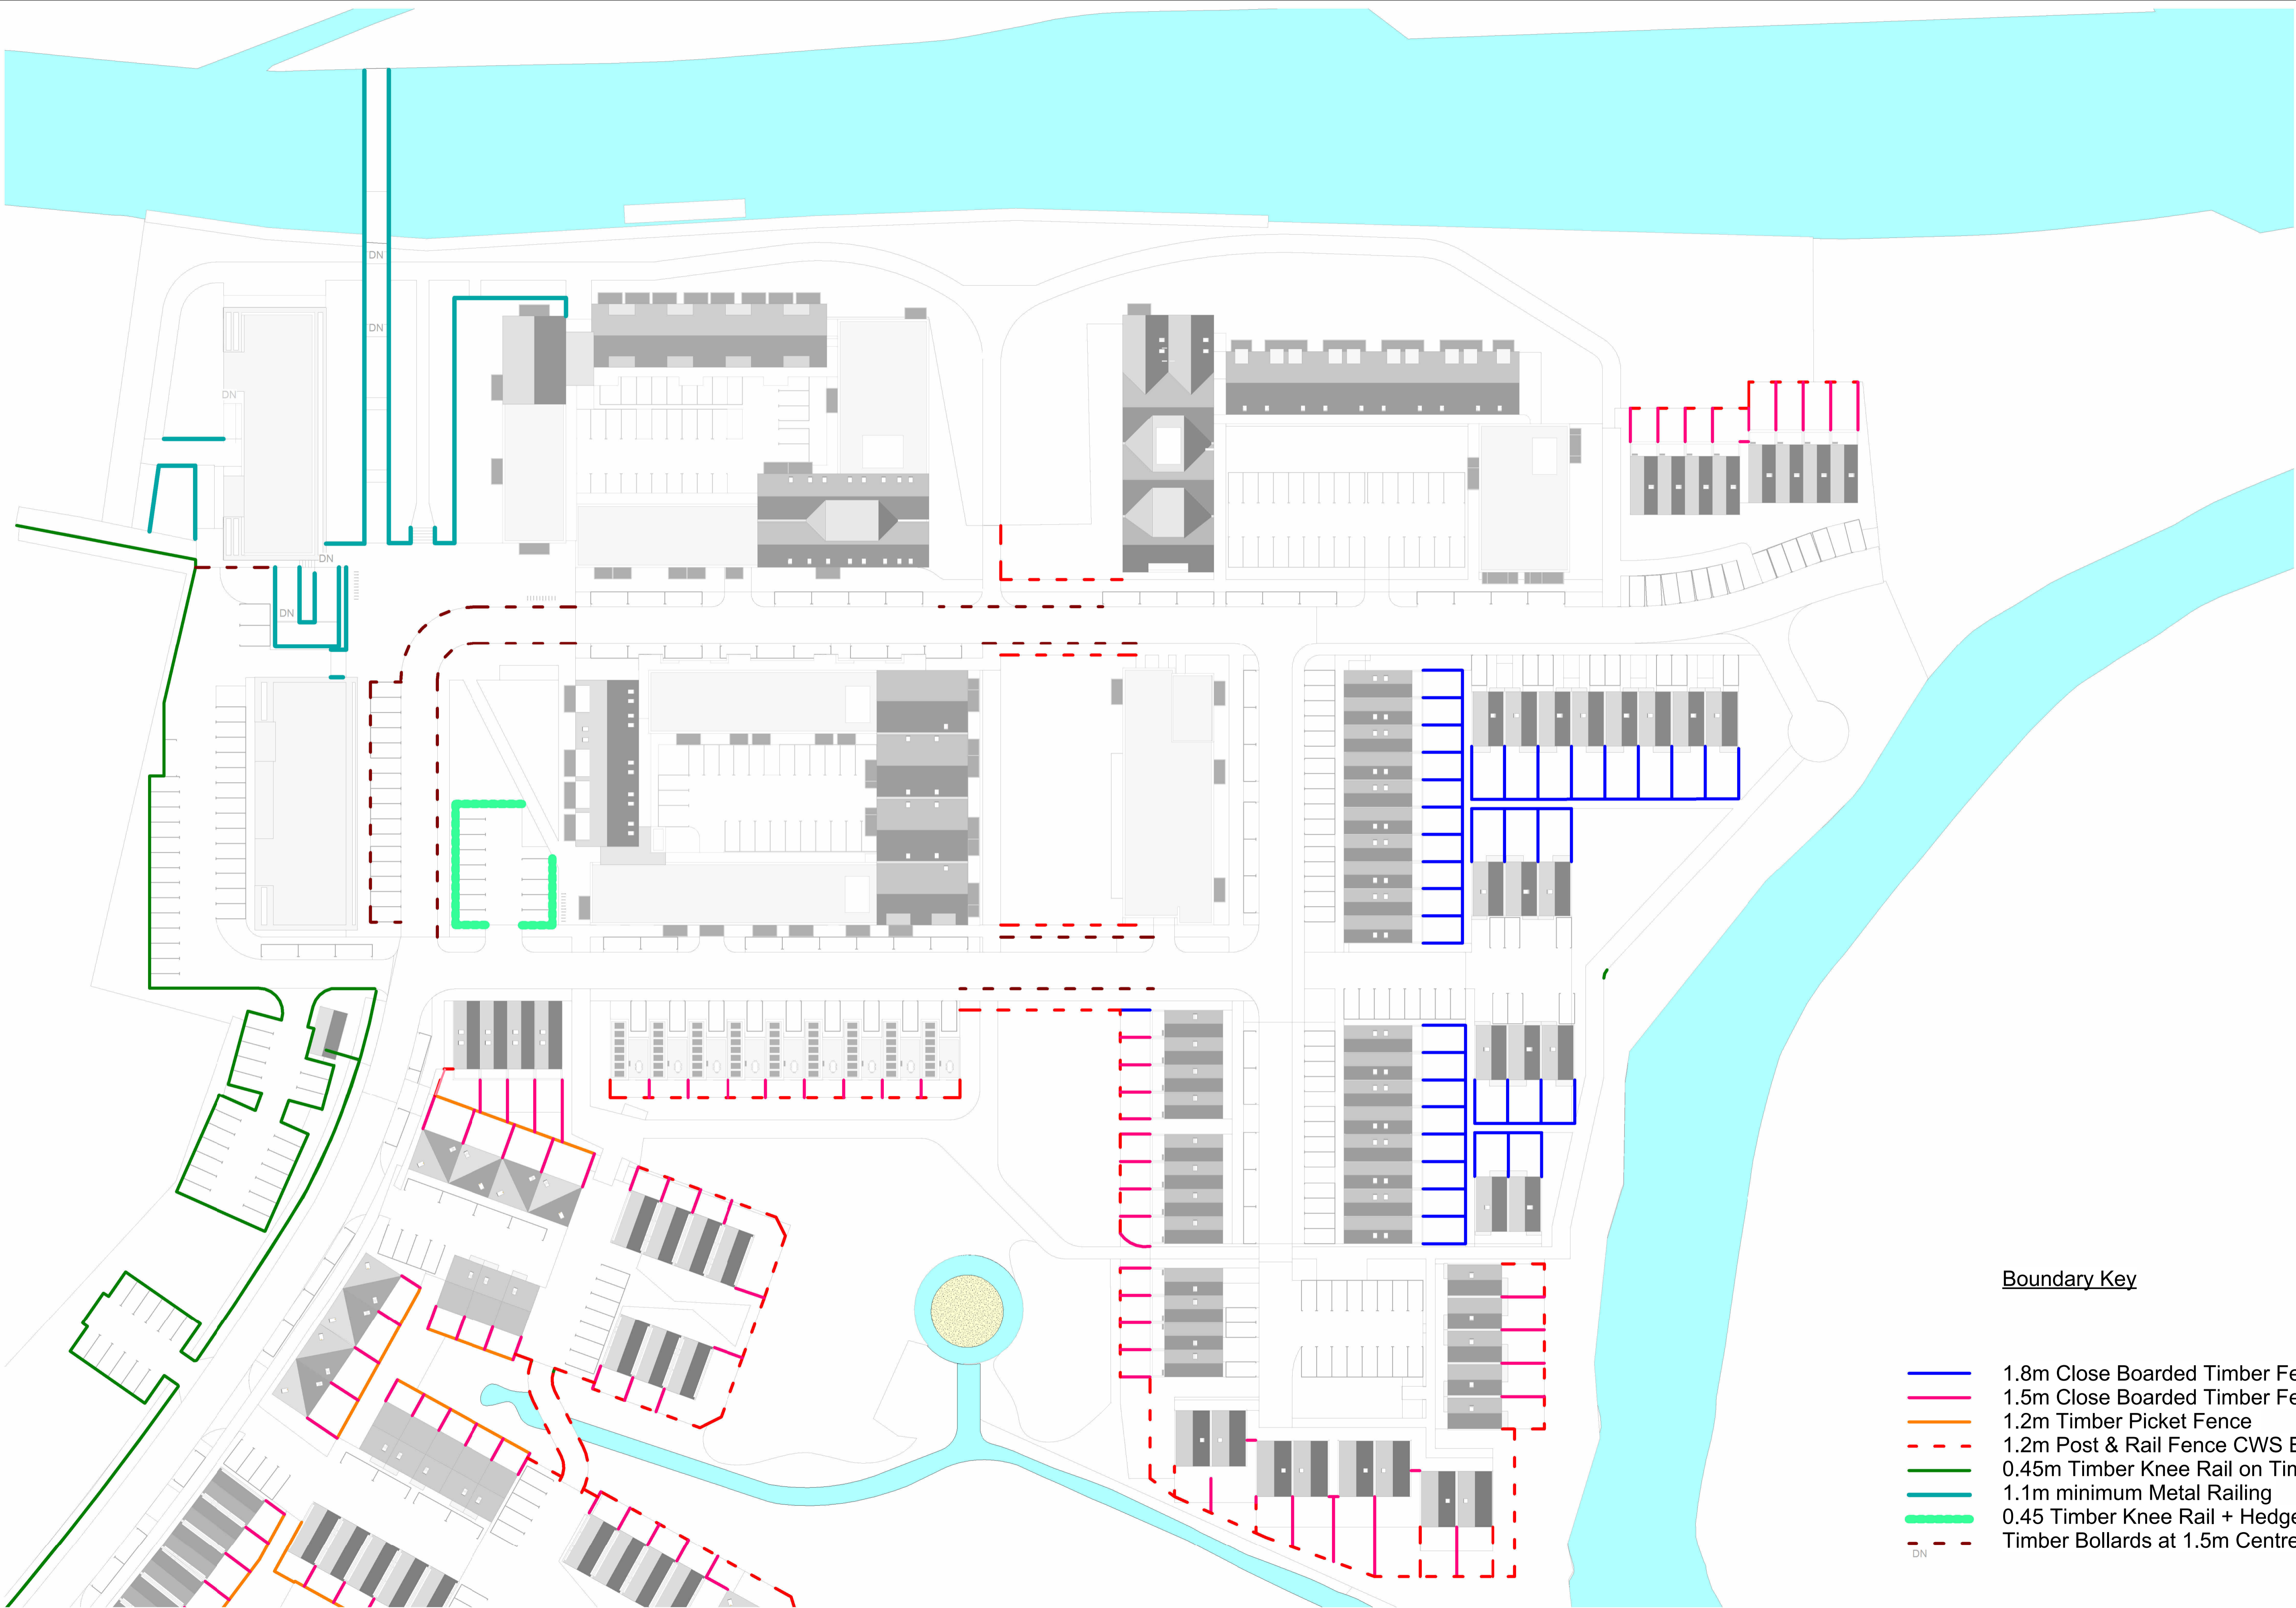 DN
DN
DN
DN
DN
Boundary Key
1.8m Close Boarded Timber Fe
1.5m Close Boarded Timber Fe
1.2m Timber Picket Fence
1.2m Post & Rail Fence CWS
0.45m Timber Knee Rail on Tim
1.1m minimum Metal Railing
0.45 Timber Knee Rail + Hedge
Timber Bollards at 1.5m Centre
DN